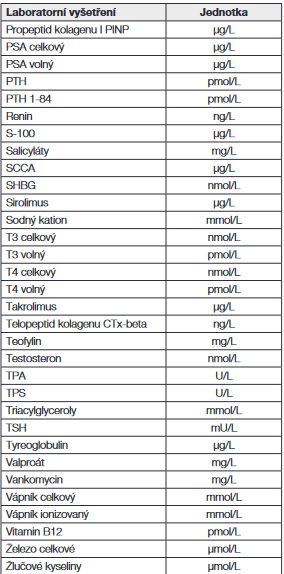 Laboratorní vyšetření Jednotka
Propeptid kolagenu I PINP µg/L
PSA celkový µg/L
PSA volný µg/L
PTH pmol/L
PTH 1-84 pmol/L
Renin ng/L
S-100 µg/L
Salicyláty mg/L
SCCA µg/L
SHBG nmol/L
Sirolimus µg/L
Sodný kation mmol/L
T3 celkový nmol/L
T3 volný pmol/L
T4 celkový nmol/L
T4 volný pmol/L
Takrolimus µg/L
Telopeptid kolagenu CTx-beta ng/L
Teofylin mg/L
Testosteron nmol/L
TPA U/L
TPS U/L
Triacylglyceroly mmol/L
TSH mU/L
Tyreoglobulin µg/L
Valproát mg/L
Vankomycin mg/L
Vápník celkový mmol/L
Vápník ionizovaný mmol/L
Vitamin B12 pmol/L
Železo celkové µmol/L
Žlučové kyseliny µmol/L